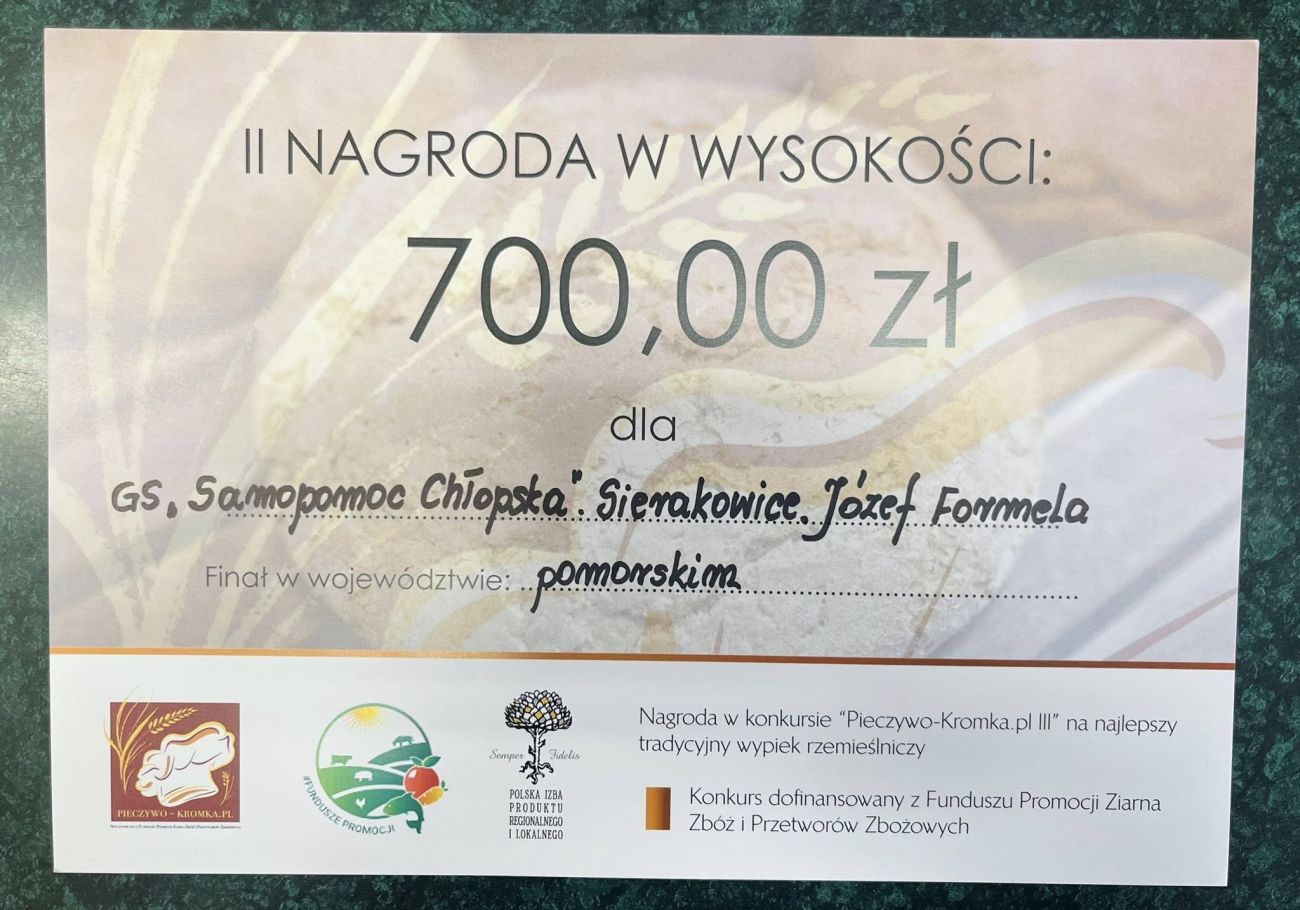 II NAGRODA W WYSOKOŚCI:
700,00 zł
dla
GS „Samopomoc Chłopska". Sierakowice. Józef Formela
Finał w województwie: pomorskim
PIECZYWO - KROMKA.PL
#FUNDUSZE PROMOCJI
Semper Fidelis
POLSKA IZBA
PRODUKTU
REGIONALNEGO
I LOKALNEGO
Nagroda w konkursie "Pieczywo-Kromka.pl III" na najlepszy
tradycyjny wypiek rzemieślniczy
Konkurs dofinansowany z Funduszu Promocji Ziarna
Zbóż i Przetworów Zbożowych